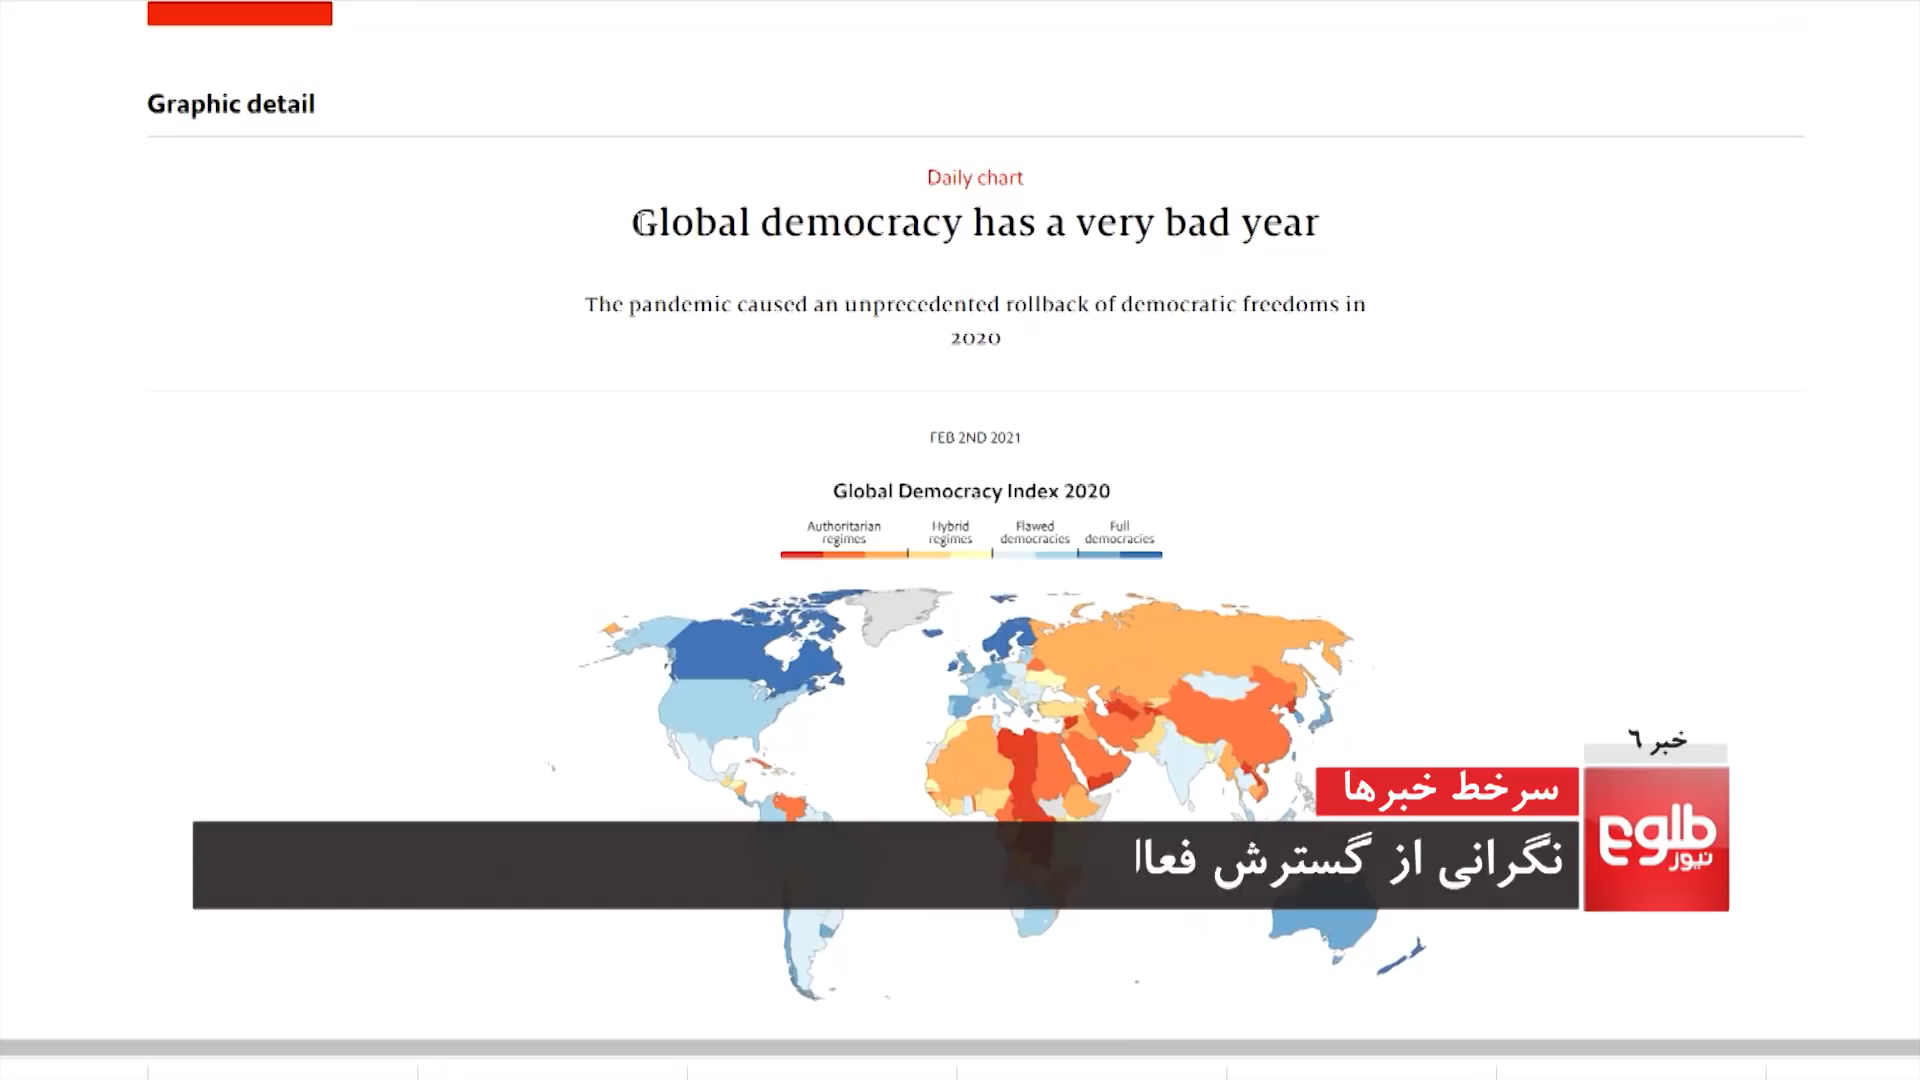 Graphic detail
Daily chart
Global democracy has a very bad year
The pandemic caused an unprecedented rollback of democratic freedoms in
2020
FEB 2ND 2021
Global Democracy Index 2020
Authoritarian
regimes
Hybrid
regimes
Flawed
democracies
Full
democracies
خبر ٦
سرخط خبرها
نگرانی از گسترش فعاا
طلوع
نیوز